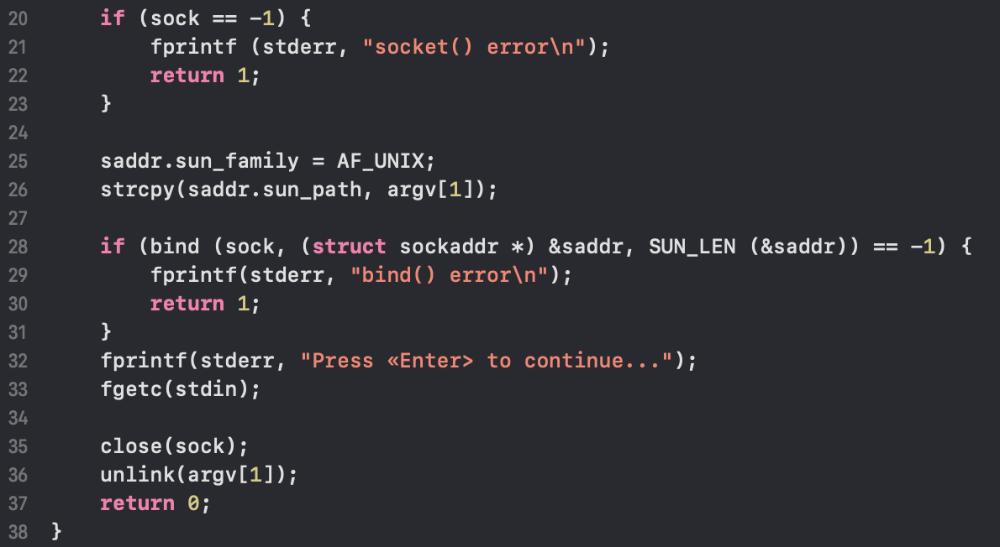 20 if (sock == -1) {
21 fprintf (stderr, "socket() error\n");
22 return 1;
23 }
24
25 saddr.sun_family = AF_UNIX;
26 strcpy(saddr.sun_path, argv[1]);
27
28 if (bind (sock, (struct sockaddr *) &saddr, SUN_LEN (&saddr)) == -1) {
29 fprintf(stderr, "bind() error\n");
30 return 1;
31 }
32 fprintf(stderr, "Press «Enter> to continue...");
33 fgetc(stdin);
34
35 close(sock);
36 unlink(argv[1]);
37 return 0;
38 }